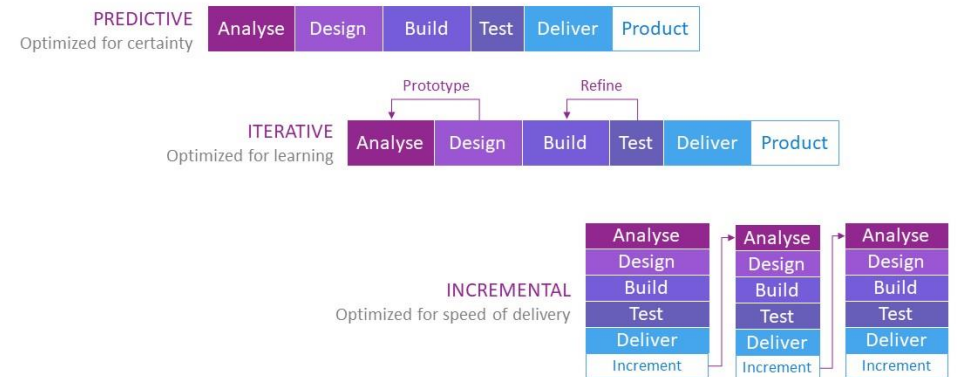 PREDICTIVE
Optimized for certainty
Analyse Design Build Test Deliver Product
Prototype Refine
ITERATIVE
Optimized for learning
Analyse Design Build Test Deliver Product
INCREMENTAL
Optimized for speed of delivery
Analyse Analyse Analyse
Design Design Design
Build Build Build
Test Test Test
Deliver Deliver Deliver
Increment Increment Increment